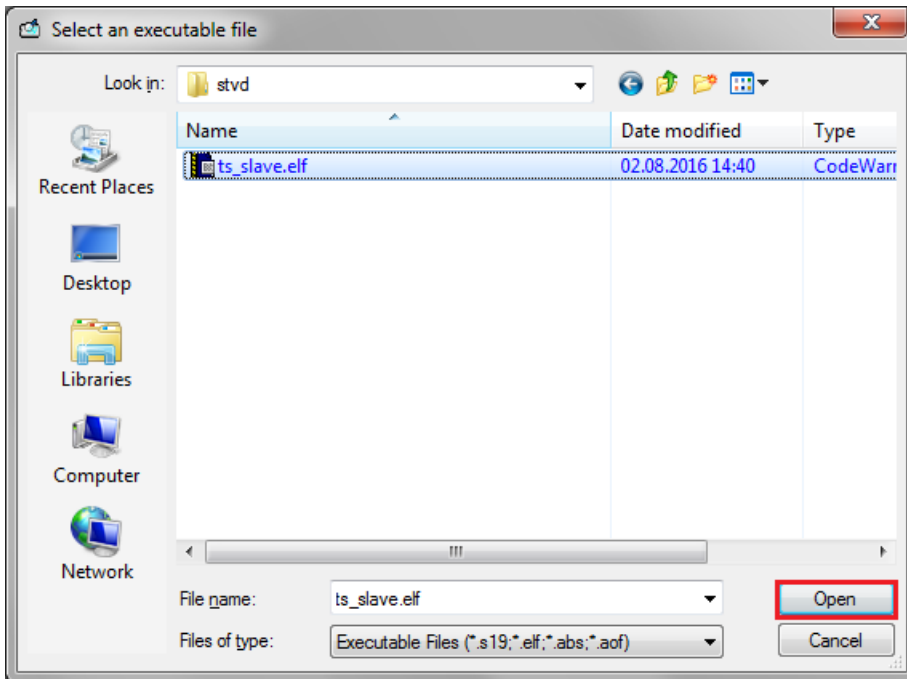 Select an executable file
Look in: stvd
Name Date modified Type
ts_slave.elf 02.08.2016 14:40 CodeWarr
Recent Places
Desktop
Libraries
Computer
Network
File name: ts_slave.elf Open
Files of type: Executable Files (*.s19;*.elf;*.abs;*.aof) Cancel